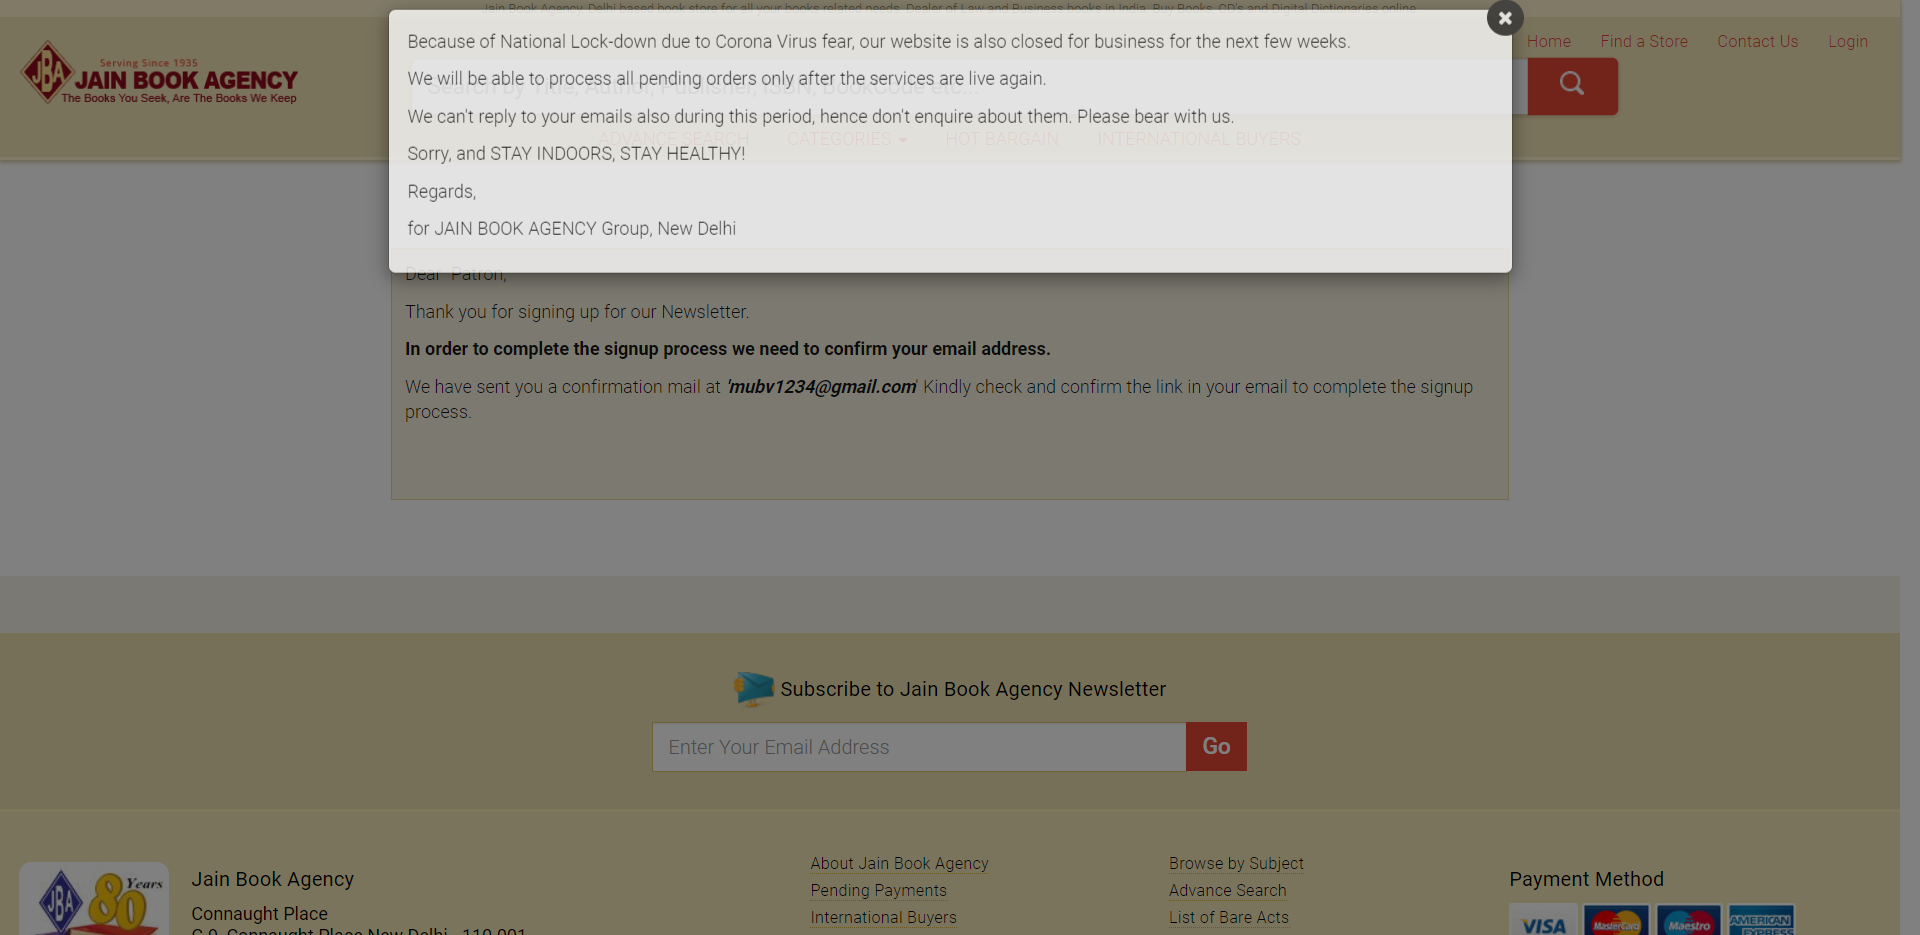 Jain Book Agency, Delhi based book store for all your books related needs. Dealer of Law and Business books in India. Buy Books, CD's and Digital Dictionaries online
Because of National Lock-down due to Corona Virus fear, our website is also closed for business for the next few weeks.
Home Find a Store Contact Us Login
Serving Since 1935
JBA JAIN BOOK AGENCY
The Books You Seek, Are The Books We Keep
We will be able to process all pending orders only after the services are live again.
Search by Title, Author, Publisher, ISBN, BookCode etc...
We can't reply to your emails also during this period, hence don't enquire about them. Please bear with us.
ADVANCE SEARCH CATEGORIES HOT BARGAIN INTERNATIONAL BUYERS
Sorry, and STAY INDOORS, STAY HEALTHY!
Regards,
for JAIN BOOK AGENCY Group, New Delhi
Dear Patron,
Thank you for signing up for our Newsletter.
In order to complete the signup process we need to confirm your email address.
We have sent you a confirmation mail at 'mubv1234@gmail.com' Kindly check and confirm the link in your email to complete the signup
process.
Subscribe to Jain Book Agency Newsletter
Enter Your Email Address Go
JBA 80 Years
Jain Book Agency
Connaught Place
C-9, Connaught Place New Delhi - 110 001
About Jain Book Agency
Pending Payments
International Buyers
Browse by Subject
Advance Search
List of Bare Acts
Payment Method
VISA MasterCard Maestro AMERICAN EXPRESS